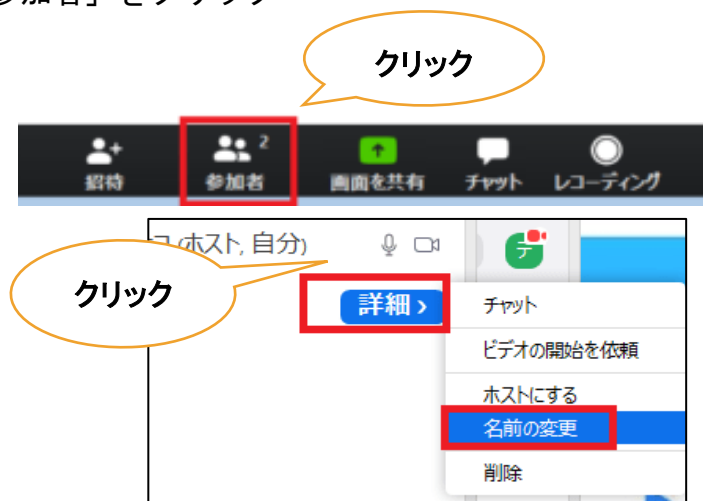 参加者」をクリック
クリック
2
招待 参加者 画面を共有 チャット レコーディング
(ホスト, 自分)
クリック
テ
詳細 ›
チャット
ビデオの開始を依頼
ホストにする
名前の変更
削除